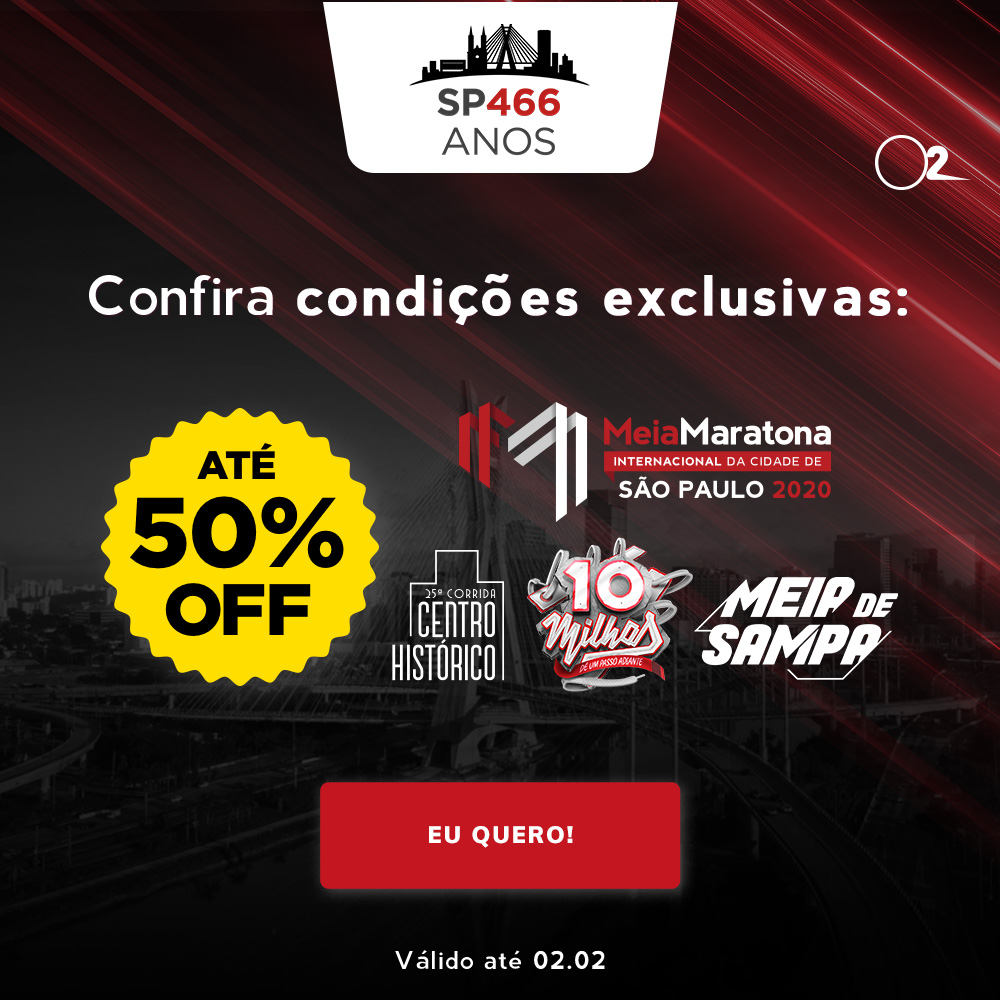 SP466
ANOS
O2
Confira condições exclusivas:
ATÉ
50%
OFF
MeiaMaratona
INTERNACIONAL DA CIDADE DE
SÃO PAULO 2020
25ª CORRIDA
CENTRO
HISTÓRICO
10
Milhas
DE UM PASSO ADIANTE
MEIA DE
SAMPA
EU QUERO!
Válido até 02.02